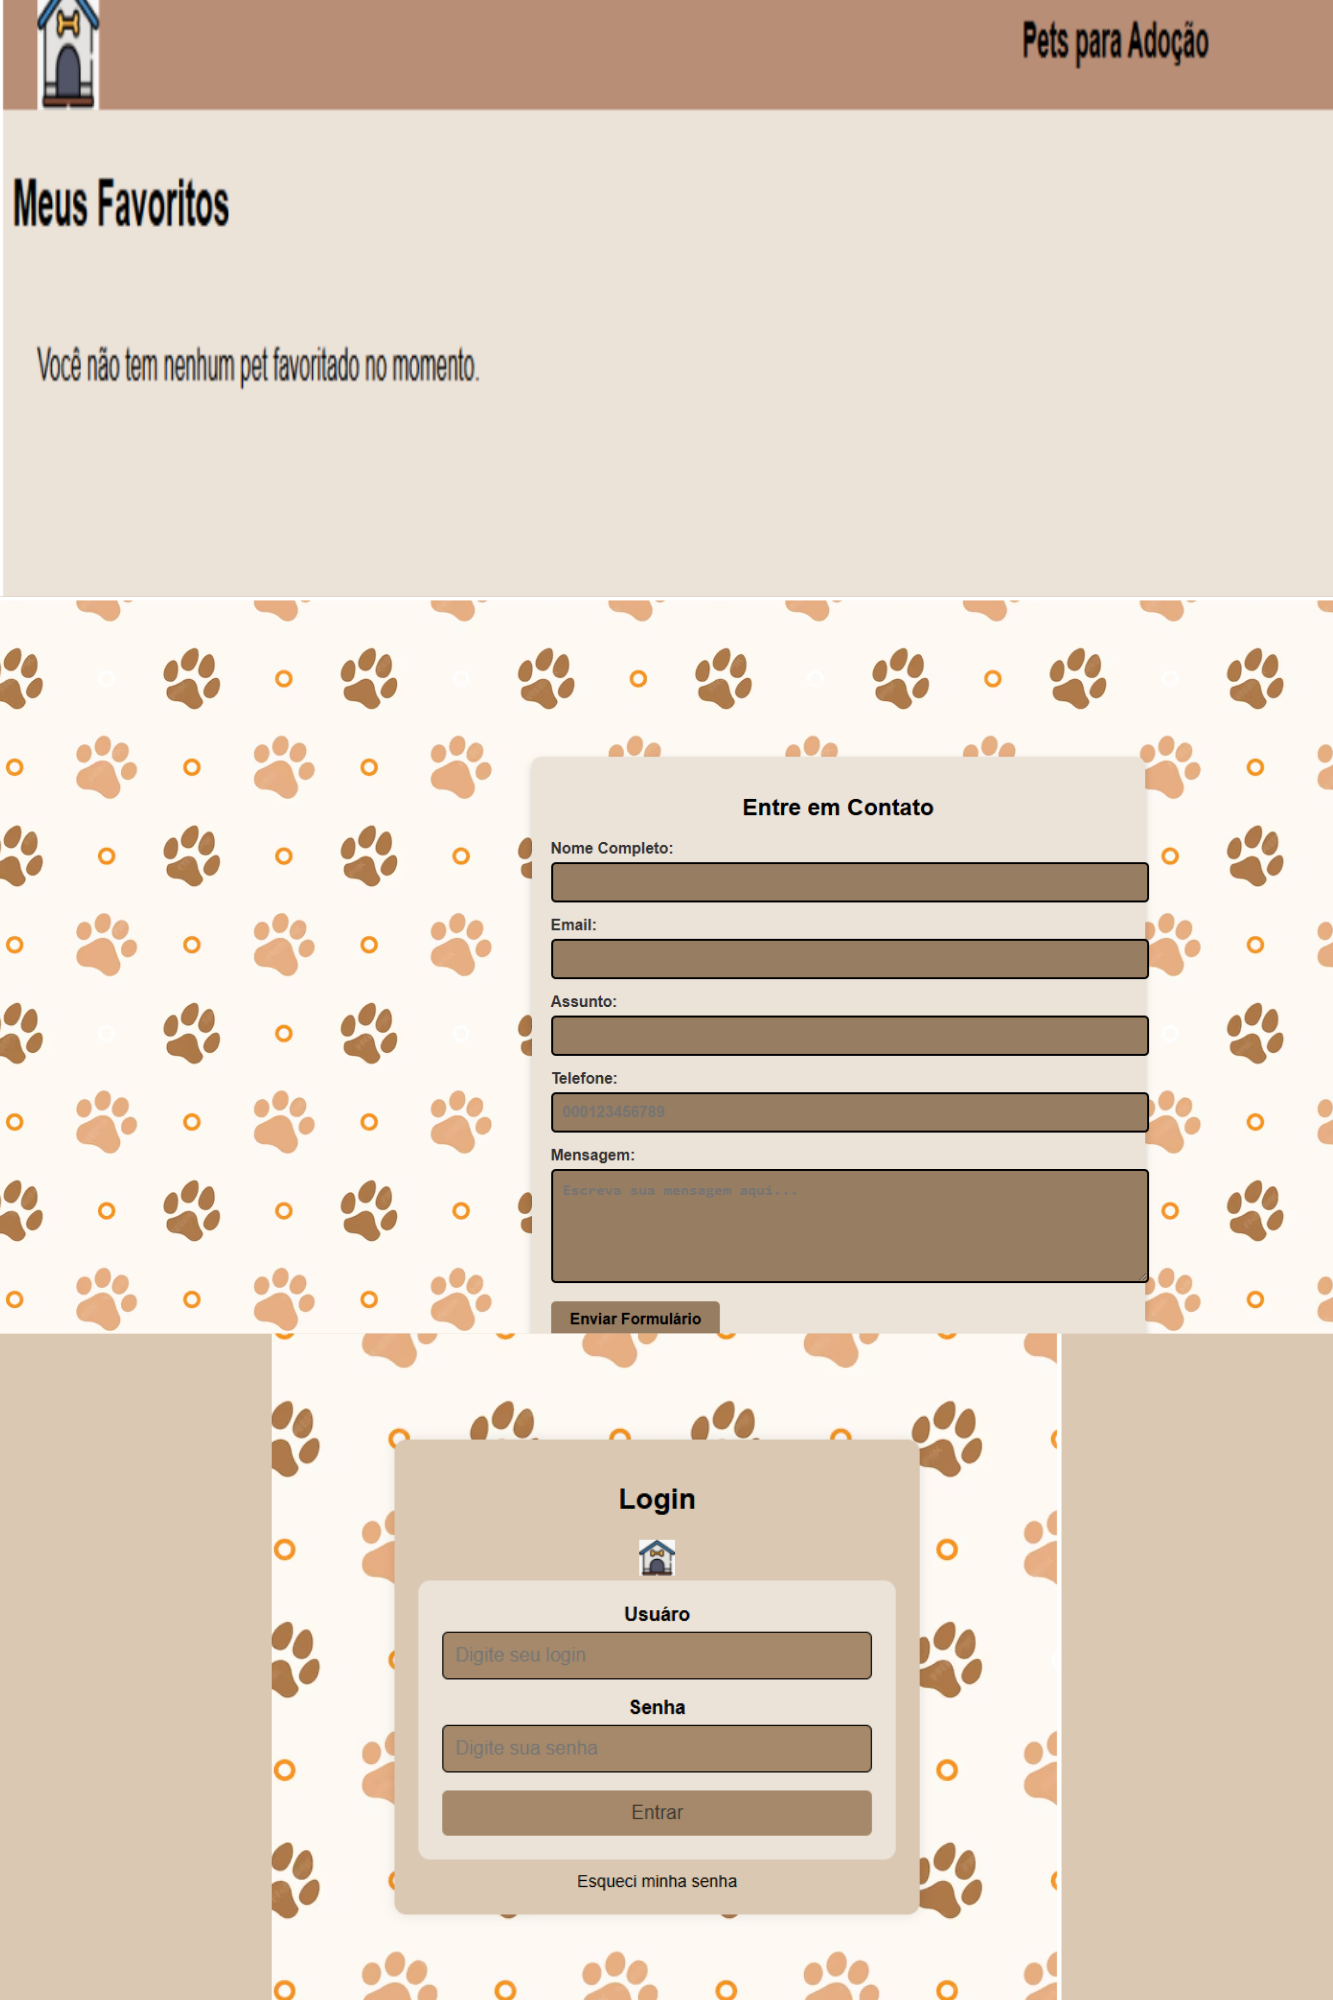 Pets para Adoção
Meus Favoritos
Você não tem nenhum pet favoritado no momento.
Entre em Contato
Nome Completo:
Email:
Assunto:
Telefone:
000123456789
Mensagem:
Escreva sua mensagem aqui...
Enviar Formulário
Login
Usuáro
Digite seu login
Senha
Digite sua senha
Entrar
Esqueci minha senha